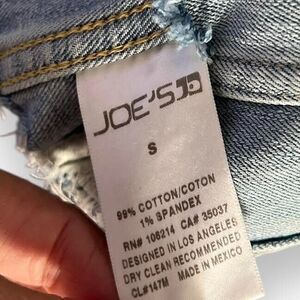 JOE'S
S
99% COTTON/COTON
1% SPANDEX
RN# 106214 CA# 35037
DESIGNED IN LOS ANGELES
DRY CLEAN RECOMMENDED
CL#147M MADE IN MEXICO